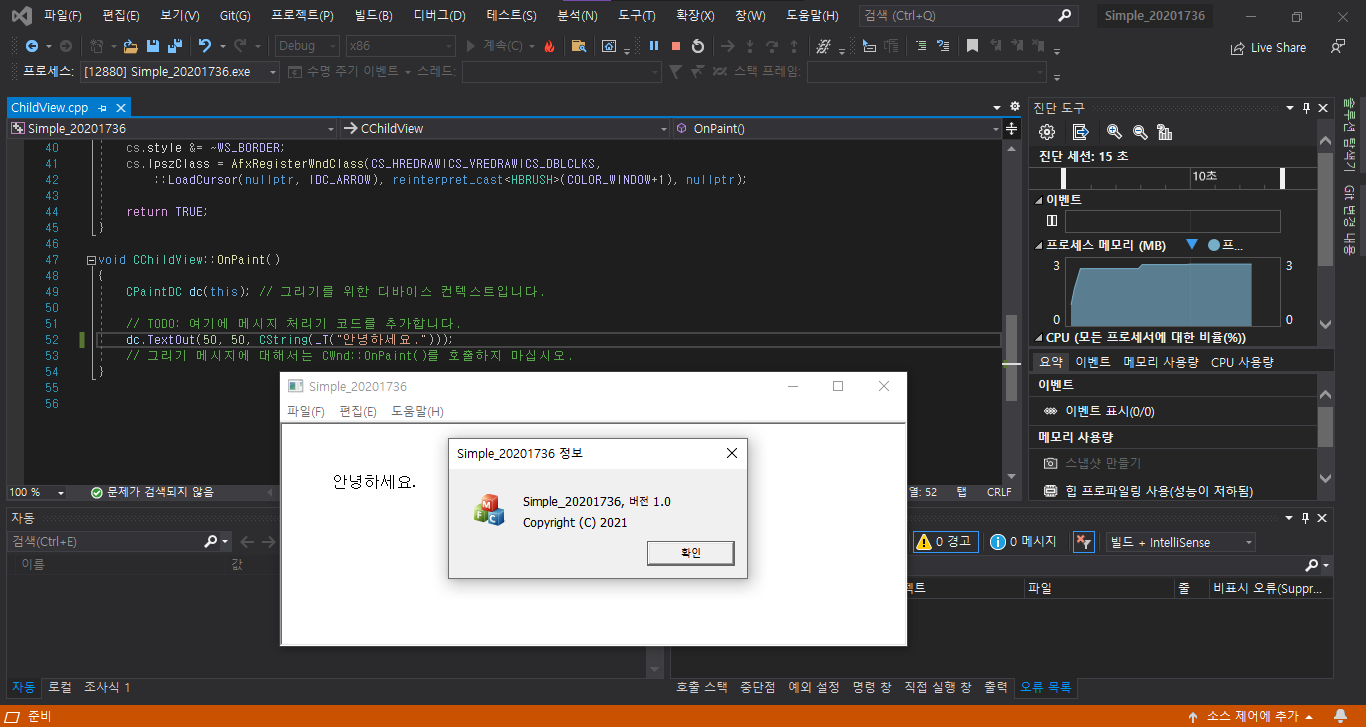 파일(F) 편집(E) 보기(V) Git(G) 프로젝트(P) 빌드(B) 디버그(D) 테스트(S) 분석(N) 도구(T) 확장(X) 창(W) 도움말(H) 검색 (Ctrl+Q) Simple_20201736
Debug x86 계속(C) Live Share
프로세스: [12880] Simple_20201736.exe 수명 주기 이벤트 스레드: 스택 프레임:
ChildView.cpp
Simple_20201736 CChildView OnPaint()
40 cs.style &= ~WS_BORDER;
41 cs.lpszClass = AfxRegisterWndClass(CS_HREDRAW|CS_VREDRAW|CS_DBLCLKS,
42 ::LoadCursor(nullptr, IDC_ARROW), reinterpret_cast<HBRUSH>(COLOR_WINDOW+1), nullptr);
43
44 return TRUE;
45 }
46
47 void CChildView::OnPaint()
48 {
49 CPaintDC dc(this); // 그리기를 위한 디바이스 컨텍스트입니다.
50
51 // TODO: 여기에 메시지 처리기 코드를 추가합니다.
52 dc.TextOut(50, 50, CString(_T("안녕하세요.")));
53 // 그리기 메시지에 대해서는 CWnd::OnPaint()를 호출하지 마십시오.
54 }
55
56
100 % 문제가 검색되지 않음 열: 52 탭 CRLF
진단 도구
진단 세션: 15 초
10초
이벤트
프로세스 메모리 (MB) 프...
3 3
0 0
CPU (모든 프로세서에 대한 비율(%))
요약 이벤트 메모리 사용량 CPU 사용량
이벤트
이벤트 표시(0/0)
메모리 사용량
스냅샷 만들기
힙 프로파일링 사용(성능이 저하됨)
솔루션 탐색기
Git 변경 내용
Simple_20201736
파일(F) 편집(E) 도움말(H)
안녕하세요.
Simple_20201736 정보
MFC
Simple_20201736, 버전 1.0
Copyright (C) 2021
확인
자동
검색(Ctrl+E)
이름 값
자동 로컬 조사식 1
0 경고 0 메시지 빌드 + IntelliSense
파일 줄 비표시 오류(Suppr...
호출 스택 중단점 예외 설정 명령 창 직접 실행 창 출력 오류 목록
준비 소스 제어에 추가